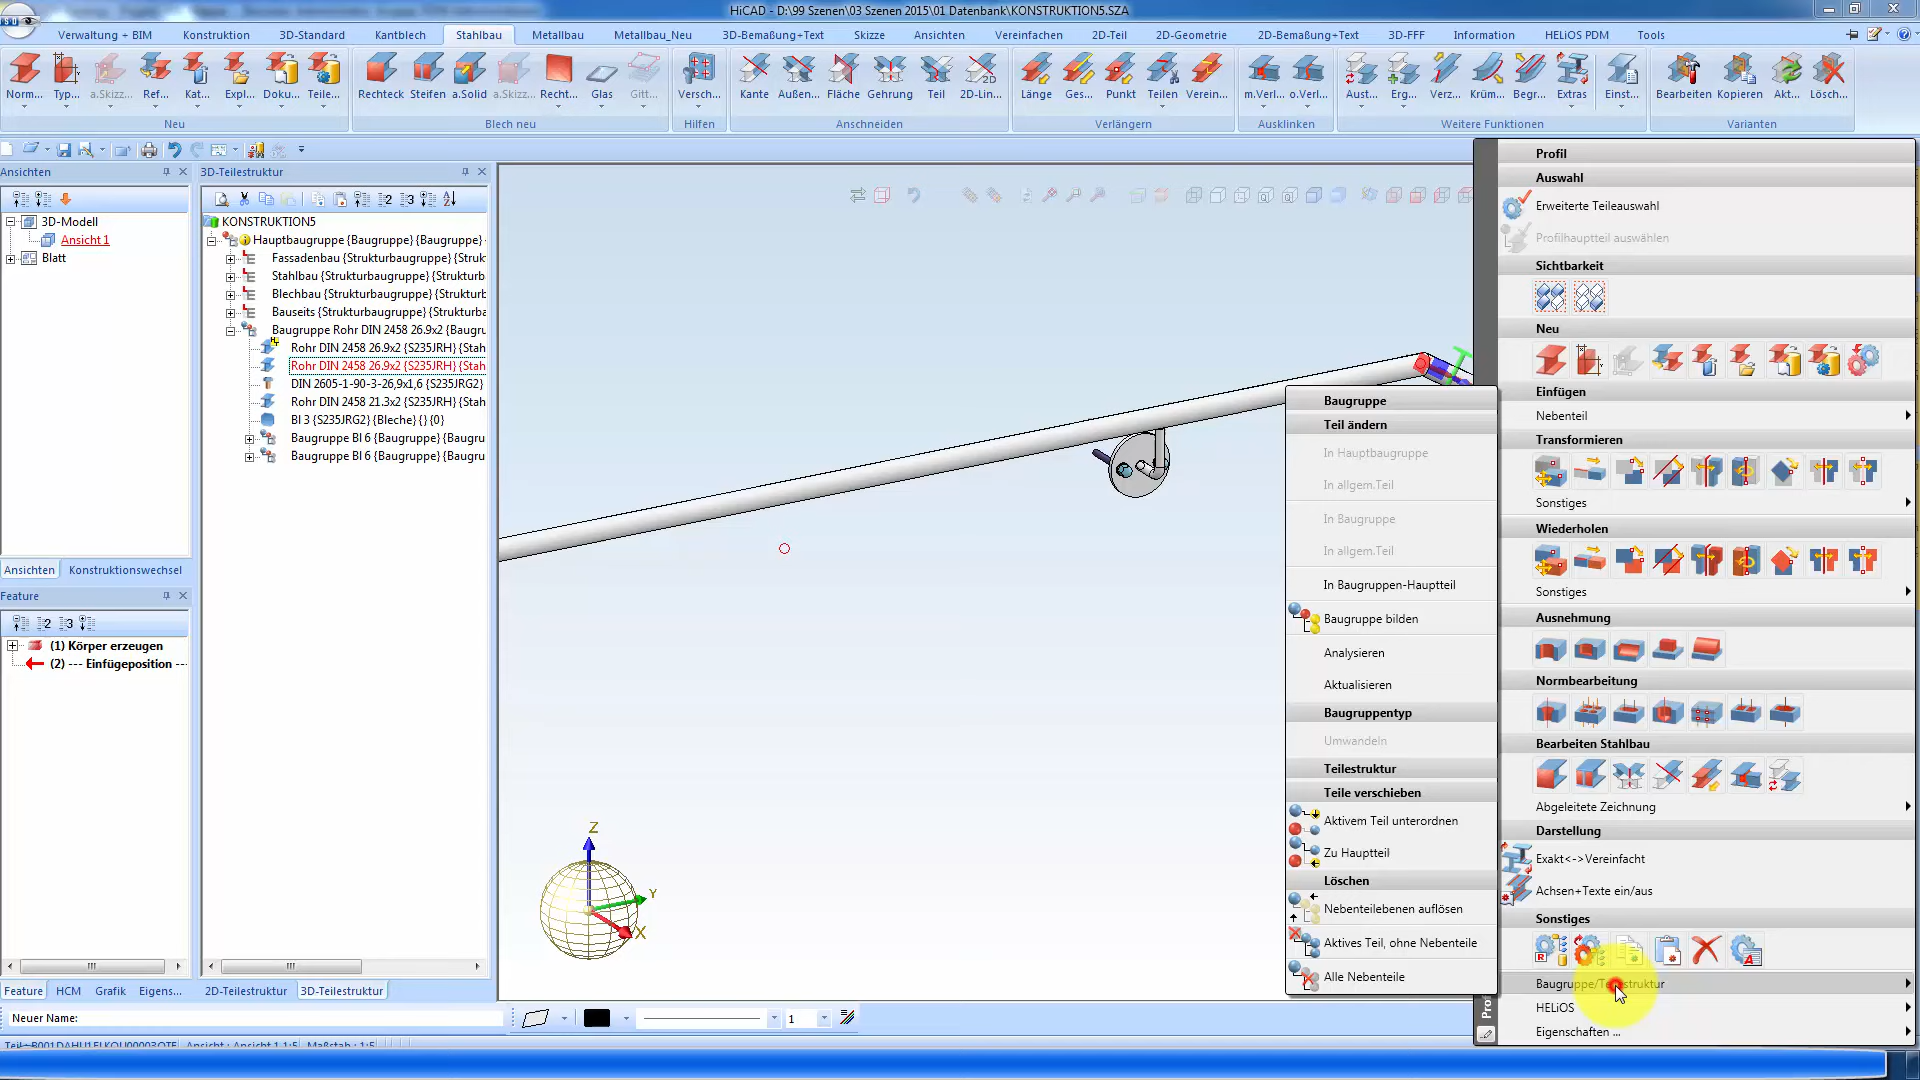 HiCAD - D:\99 Szenen\03 Szenen 2015\01 Datenbank\KONSTRUKTION5.SZA
Verwaltung + BIM
Konstruktion
3D-Standard
Kantblech
Stahlbau
Metallbau
Metallbau_Neu
3D-Bemaßung+Text
Skizze
Ansichten
Vereinfachen
2D-Teil
2D-Geometrie
2D-Bemaßung+Text
3D-FFF
Information
HELiOS PDM
Tools
Norm...
Typ...
a.Skizz...
Ref...
Kat...
Expl...
Doku...
Teile...
Rechteck
Steifen
a.Solid
a.Skizz...
Recht...
Glas
Gitt...
Versch...
Kante
Außen...
Fläche
Gehrung
Teil
2D-Lin...
Länge
Ges...
Punkt
Teilen
Verein...
m.Verl...
o.Verl...
Aust...
Erg...
Verz...
Krüm...
Begr...
Extras
Einst...
Bearbeiten
Kopieren
Akt...
Lösch...
Neu
Blech neu
Hilfen
Anschneiden
Verlängern
Ausklinken
Weitere Funktionen
Varianten
Ansichten
3D-Modell
Ansicht 1
Blatt
Ansichten
Konstruktionswechsel
Feature
(1) Körper erzeugen
(2) --- Einfügeposition --
Feature
HCM
Grafik
Eigens...
3D-Teilestruktur
KONSTRUKTION5
Hauptbaugruppe {Baugruppe} {Baugruppe}
Fassadenbau {Strukturbaugruppe} {Struk
Stahlbau {Strukturbaugruppe} {Strukturb
Blechbau {Strukturbaugruppe} {Strukturb
Bauseits {Strukturbaugruppe} {Strukturba
Baugruppe Rohr DIN 2458 26.9x2 {Baugru
Rohr DIN 2458 26.9x2 {S235JRH} {Stah
Rohr DIN 2458 26.9x2 {S235JRH} {Stah
DIN 2605-1-90-3-26,9x1,6 {S235JRG2}
Rohr DIN 2458 21.3x2 {S235JRH} {Stah
Bl 3 {S235JRG2} {Bleche} {} {0}
Baugruppe Bl 6 {Baugruppe} {Baugru
Baugruppe Bl 6 {Baugruppe} {Baugru
2D-Teilestruktur
3D-Teilestruktur
Z
Y
X
Baugruppe
Teil ändern
In Hauptbaugruppe
In allgem.Teil
In Baugruppe
In allgem.Teil
In Baugruppen-Hauptteil
Baugruppe bilden
Analysieren
Aktualisieren
Baugruppentyp
Umwandeln
Teilestruktur
Teile verschieben
Aktivem Teil unterordnen
Zu Hauptteil
Löschen
Nebenteilebenen auflösen
Aktives Teil, ohne Nebenteile
Alle Nebenteile
Profil
Auswahl
Erweiterte Teileauswahl
Profilhauptteil auswählen
Sichtbarkeit
Neu
Einfügen
Nebenteil
Transformieren
Sonstiges
Wiederholen
Sonstiges
Ausnehmung
Normbearbeitung
Bearbeiten Stahlbau
Abgeleitete Zeichnung
Darstellung
Exakt<->Vereinfacht
Achsen+Texte ein/aus
Sonstiges
HELiOS
Eigenschaften ...
Neuer Name:
1